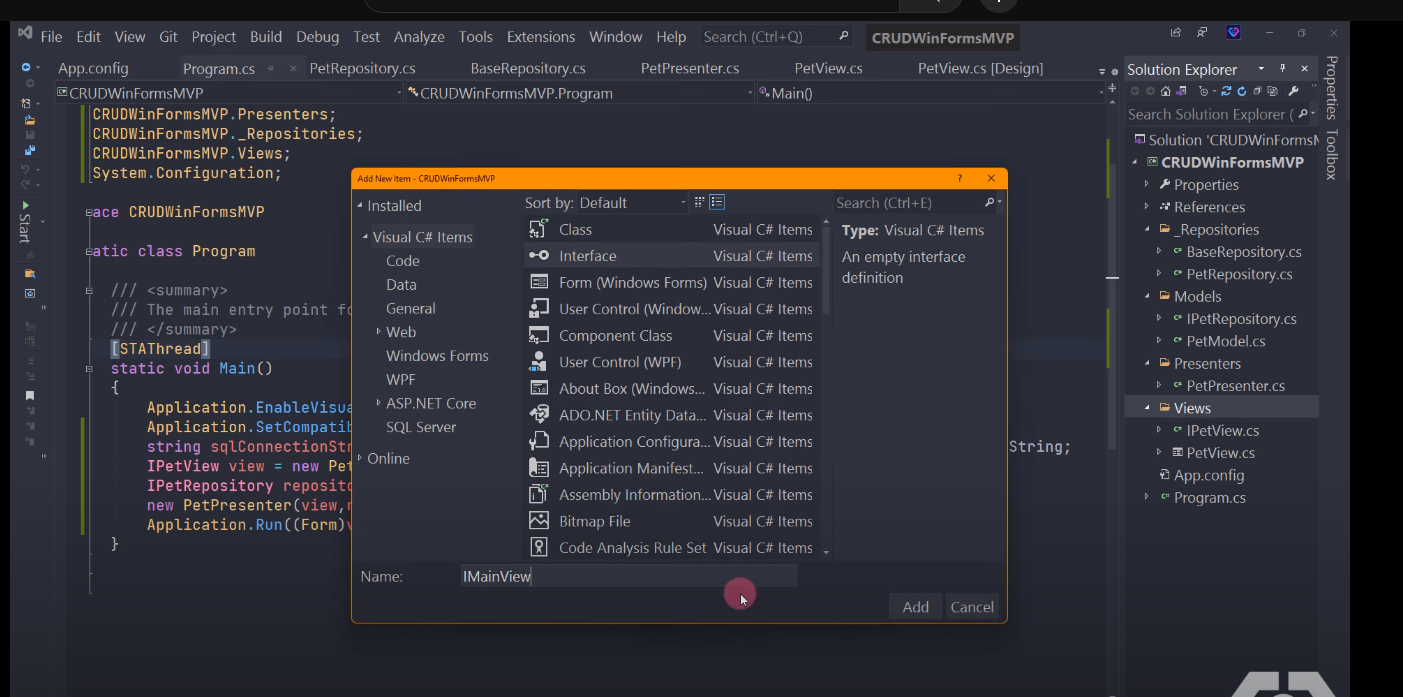 File Edit View Git Project Build Debug Test Analyze Tools Extensions Window Help Search (Ctrl+Q) CRUDWinFormsMVP
App.config Program.cs PetRepository.cs BaseRepository.cs PetPresenter.cs PetView.cs PetView.cs [Design]
CRUDWinFormsMVP CRUDWinFormsMVP.Program Main()
CRUDWinFormsMVP.Presenters;
CRUDWinFormsMVP._Repositories;
CRUDWinFormsMVP.Views;
System.Configuration;
ace CRUDWinFormsMVP
atic class Program
/// <summary>
/// The main entry point fo
/// </summary>
[STAThread]
static void Main()
{
Application.EnableVisua
Application.SetCompatib
string sqlConnectionStr
String;
IPetView view = new Pet
IPetRepository reposito
new PetPresenter(view,r
Application.Run((Form)v
}
Start
Add New Item - CRUDWinFormsMVP ? ×
Installed
Visual C# Items
Code
Data
General
Web
Windows Forms
WPF
ASP.NET Core
SQL Server
Online
Sort by: Default
Search (Ctrl+E)
Class Visual C# Items
Interface Visual C# Items
Form (Windows Forms) Visual C# Items
User Control (Window... Visual C# Items
Component Class Visual C# Items
User Control (WPF) Visual C# Items
About Box (Windows... Visual C# Items
ADO.NET Entity Data... Visual C# Items
Application Configura... Visual C# Items
Application Manifest... Visual C# Items
Assembly Information... Visual C# Items
Bitmap File Visual C# Items
Code Analysis Rule Set Visual C# Items
Type: Visual C# Items
An empty interface
definition
Name: IMainView
Add Cancel
Solution Explorer
Search Solution Explorer (
Solution 'CRUDWinFormsM
CRUDWinFormsMVP
Properties
References
_Repositories
BaseRepository.cs
PetRepository.cs
Models
IPetRepository.cs
PetModel.cs
Presenters
PetPresenter.cs
Views
IPetView.cs
PetView.cs
App.config
Program.cs
Properties
Toolbox